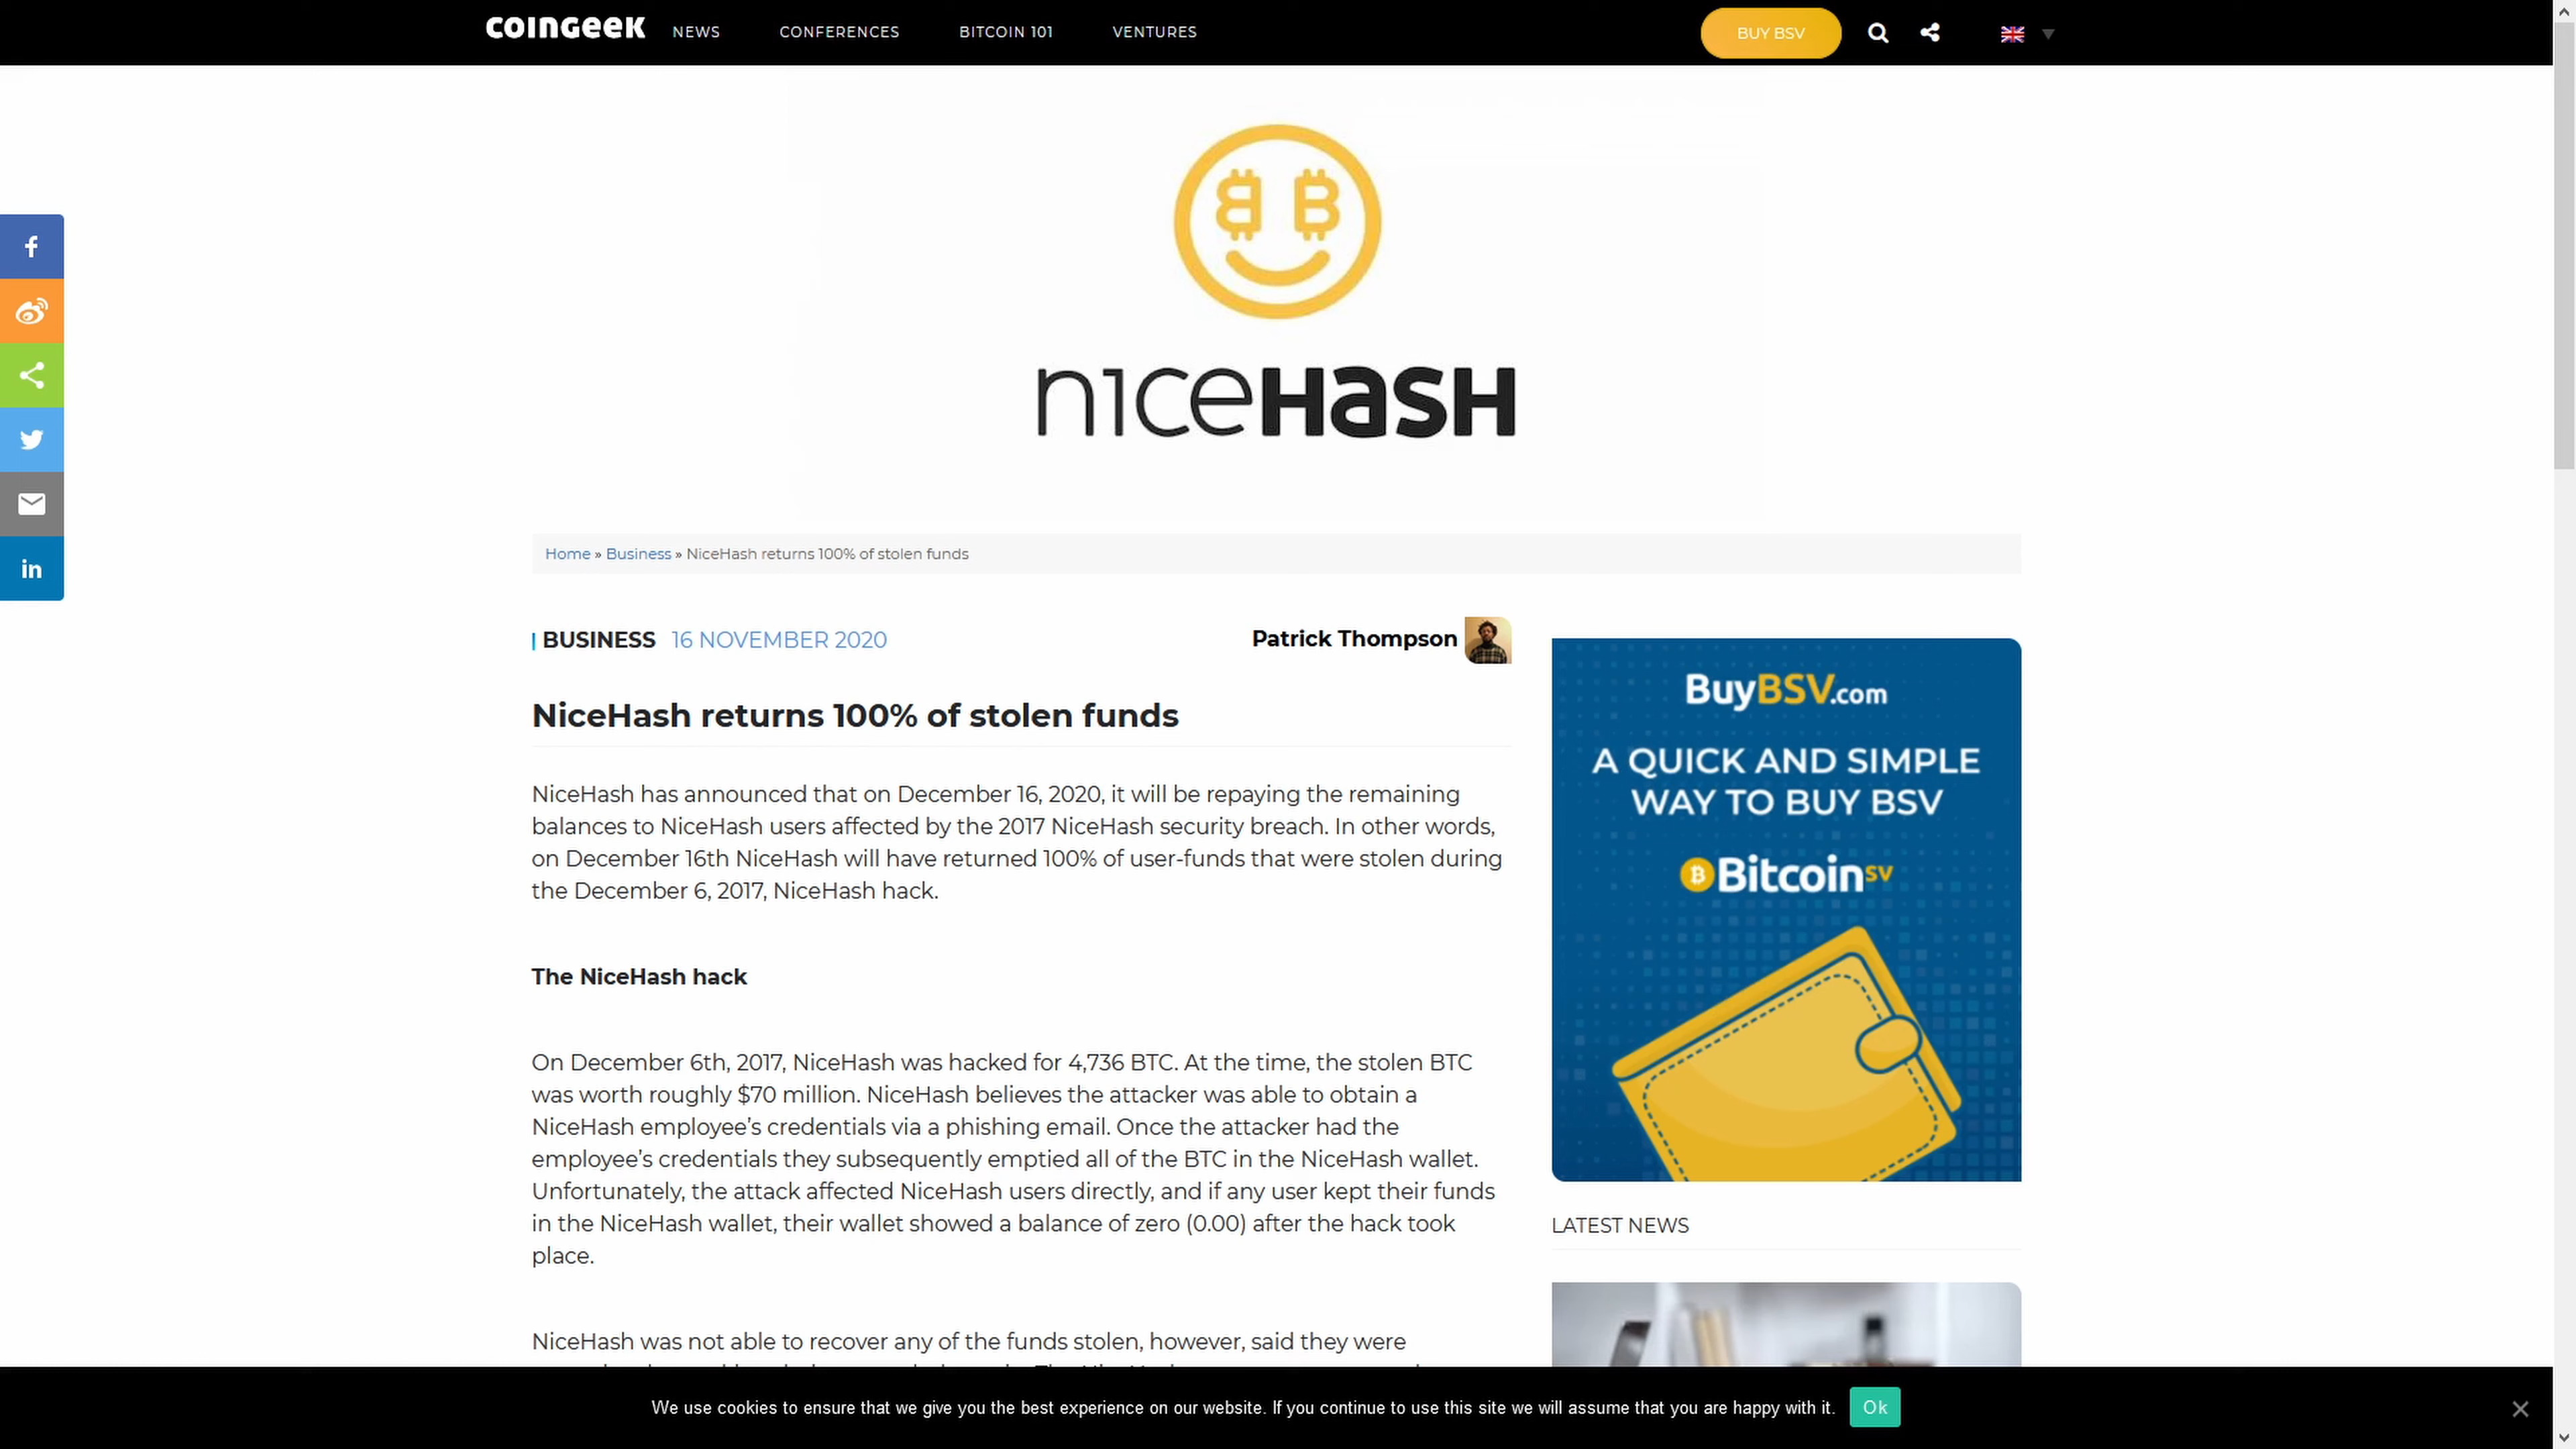 coingeek
NEWS
CONFERENCES
BITCOIN 101
VENTURES
BUY BSV
niceHasH
Home » Business » NiceHash returns 100% of stolen funds
BUSINESS 16 NOVEMBER 2020
Patrick Thompson
NiceHash returns 100% of stolen funds
NiceHash has announced that on December 16, 2020, it will be repaying the remaining
balances to NiceHash users affected by the 2017 NiceHash security breach. In other words,
on December 16th NiceHash will have returned 100% of user-funds that were stolen during
the December 6, 2017, NiceHash hack.
The NiceHash hack
On December 6th, 2017, NiceHash was hacked for 4,736 BTC. At the time, the stolen BTC
was worth roughly $70 million. NiceHash believes the attacker was able to obtain a
NiceHash employee’s credentials via a phishing email. Once the attacker had the
employee’s credentials they subsequently emptied all of the BTC in the NiceHash wallet.
Unfortunately, the attack affected NiceHash users directly, and if any user kept their funds
in the NiceHash wallet, their wallet showed a balance of zero (0.00) after the hack took
place.
NiceHash was not able to recover any of the funds stolen, however, said they were
BuyBSV.com
A QUICK AND SIMPLE
WAY TO BUY BSV
BitcoinSV
LATEST NEWS
We use cookies to ensure that we give you the best experience on our website. If you continue to use this site we will assume that you are happy with it.
Ok